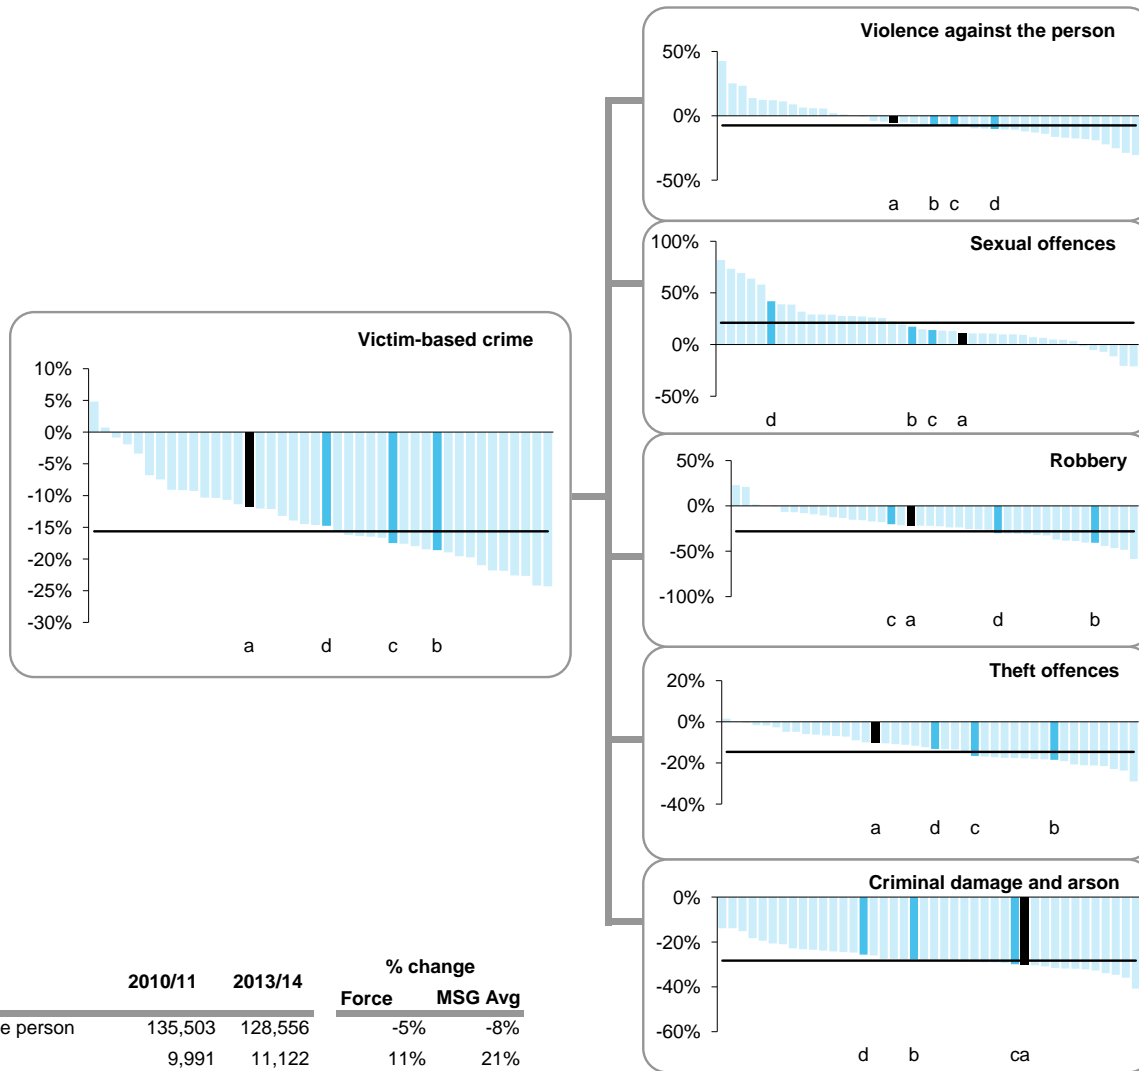 Violence against the person
50%
0%
-50%
a b c d
Sexual offences
100%
50%
0%
-50%
d b c a
Victim-based crime
10%
5%
0%
-5%
-10%
-15%
-20%
-25%
-30%
a d c b
Robbery
50%
0%
-50%
-100%
c a d b
Theft offences
20%
0%
-20%
-40%
a d c b
Criminal damage and arson
0%
-20%
-40%
-60%
d b ca
% change
2010/11 2013/14 Force MSG Avg
e person 135,503 128,556 -5% -8%
9,991 11,122 11% 21%